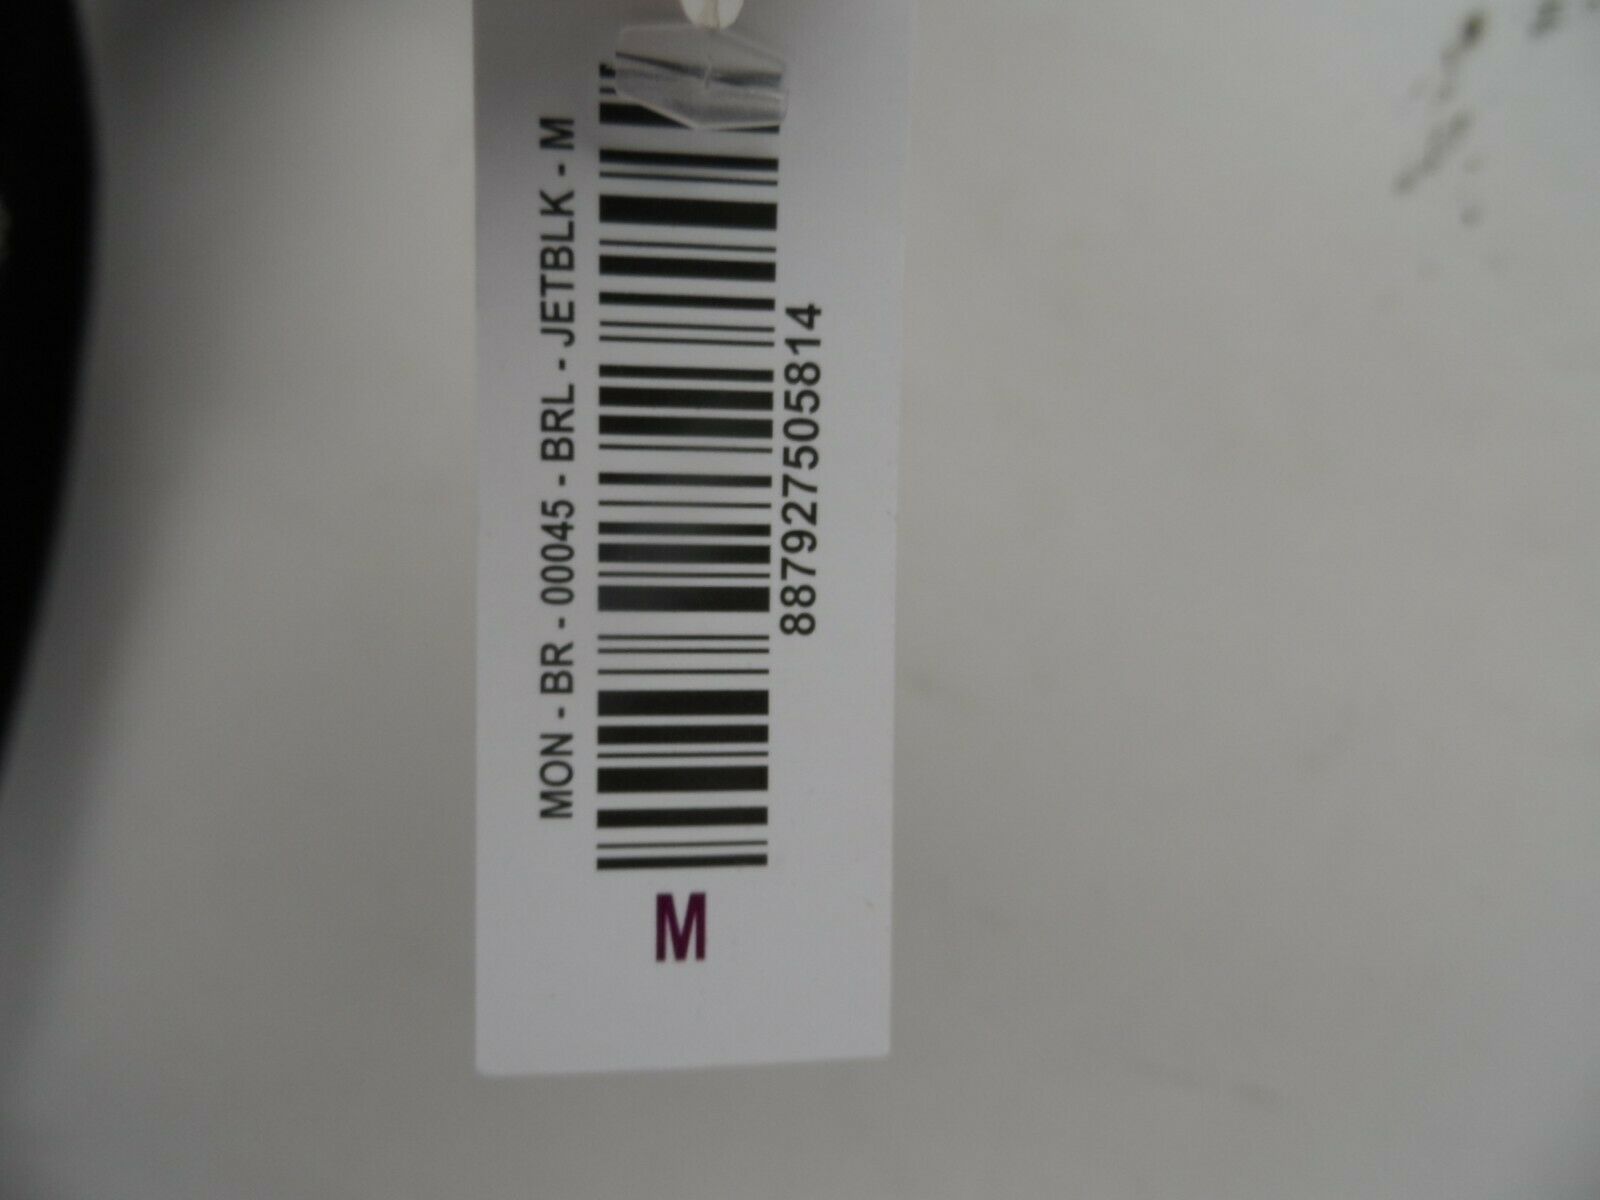 MON - BR - 00045 - BRL - JETBLK - M
887927505814
M